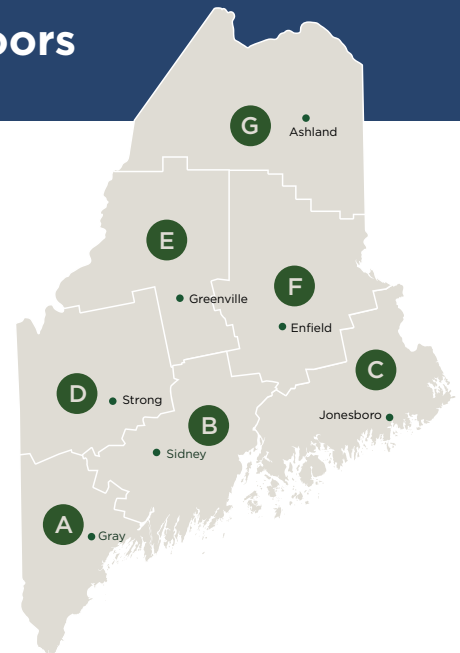 oors
G
Ashland
E
Greenville
F
Enfield
C
D
Strong
Jonesboro
B
Sidney
A
Gray